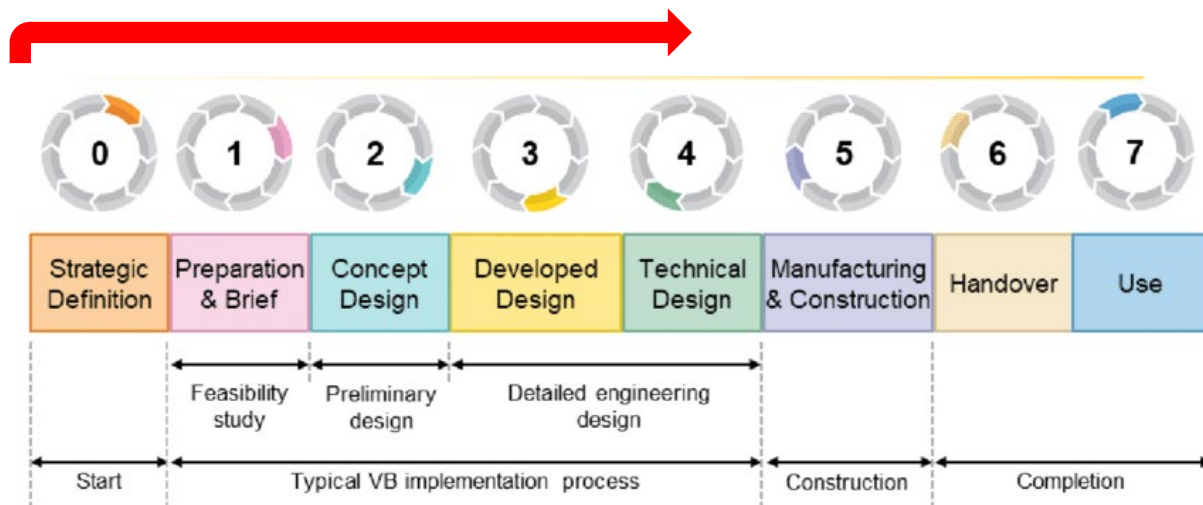 0 1 2 3 4 5 6 7
Strategic
Definition
Preparation
& Brief
Concept
Design
Developed
Design
Technical
Design
Manufacturing
& Construction
Handover
Use
Feasibility
study
Preliminary
design
Detailed engineering
design
Start
Typical VB implementation process
Construction
Completion